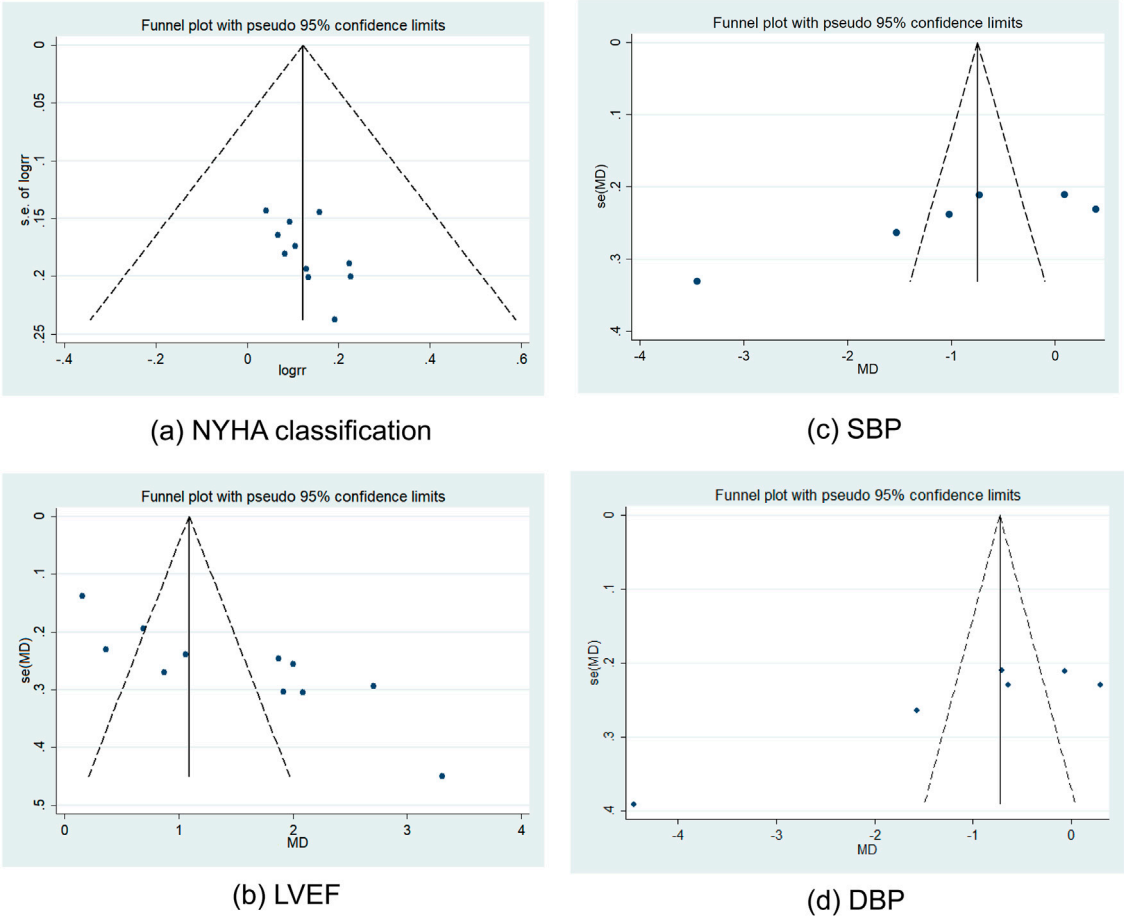 Funnel plot with pseudo 95% confidence limits
s.e. of logrr
0
.05
.1
.15
.2
.25
-.4 -.2 0 .2 .4 .6
logrr
(a) NYHA classification
Funnel plot with pseudo 95% confidence limits
se(MD)
0
.1
.2
.3
.4
-4 -3 -2 -1 0
MD
(c) SBP
Funnel plot with pseudo 95% confidence limits
se(MD)
0
.1
.2
.3
.4
.5
0 1 2 3 4
MD
(b) LVEF
Funnel plot with pseudo 95% confidence limits
se(MD)
0
.1
.2
.3
.4
-4 -3 -2 -1 0
MD
(d) DBP